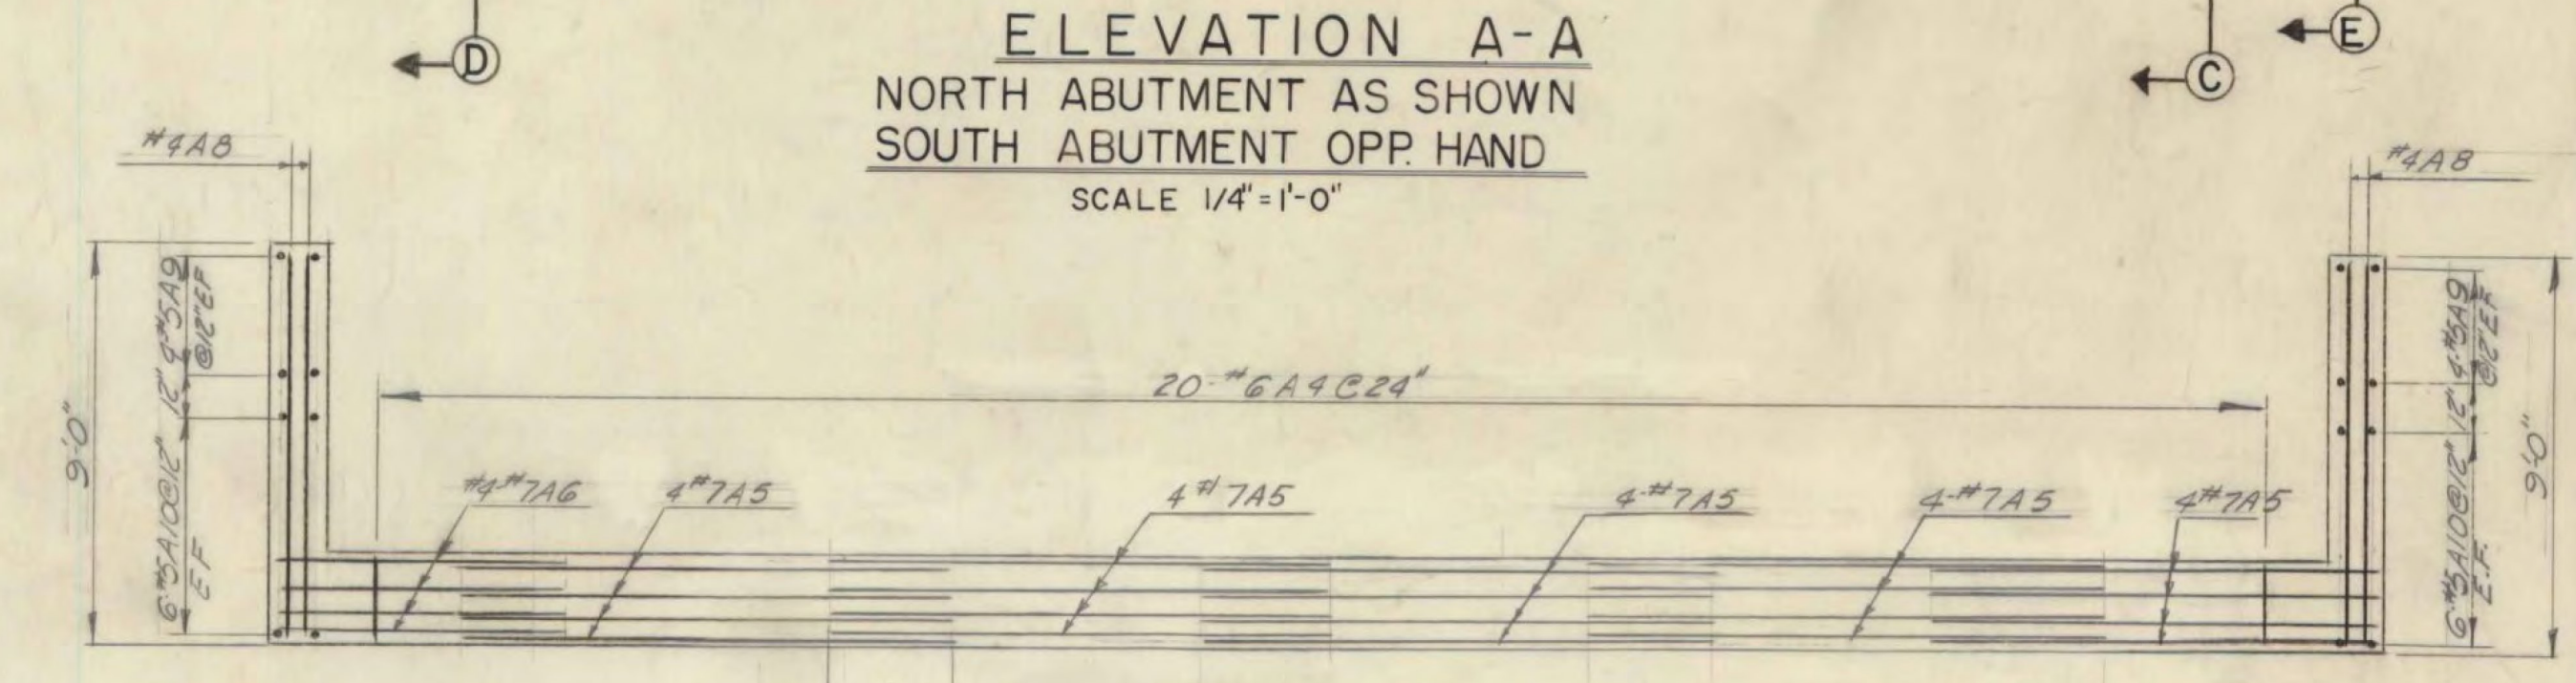 D
ELEVATION A-A
NORTH ABUTMENT AS SHOWN
SOUTH ABUTMENT OPP. HAND
SCALE 1/4"=1'-0"
C
E
#4A8
#4A8
9'-0"
6-#5A10@12"
E F
12"
4-#5A9
@12"EF
20-#6A4@24"
#4-#7A6
4#7A5
4#7A5
4-#7A5
4-#7A5
4#7A5
6-#5A10@12"
E.F.
12"
4-#5A9
@12"EF
9'-0"